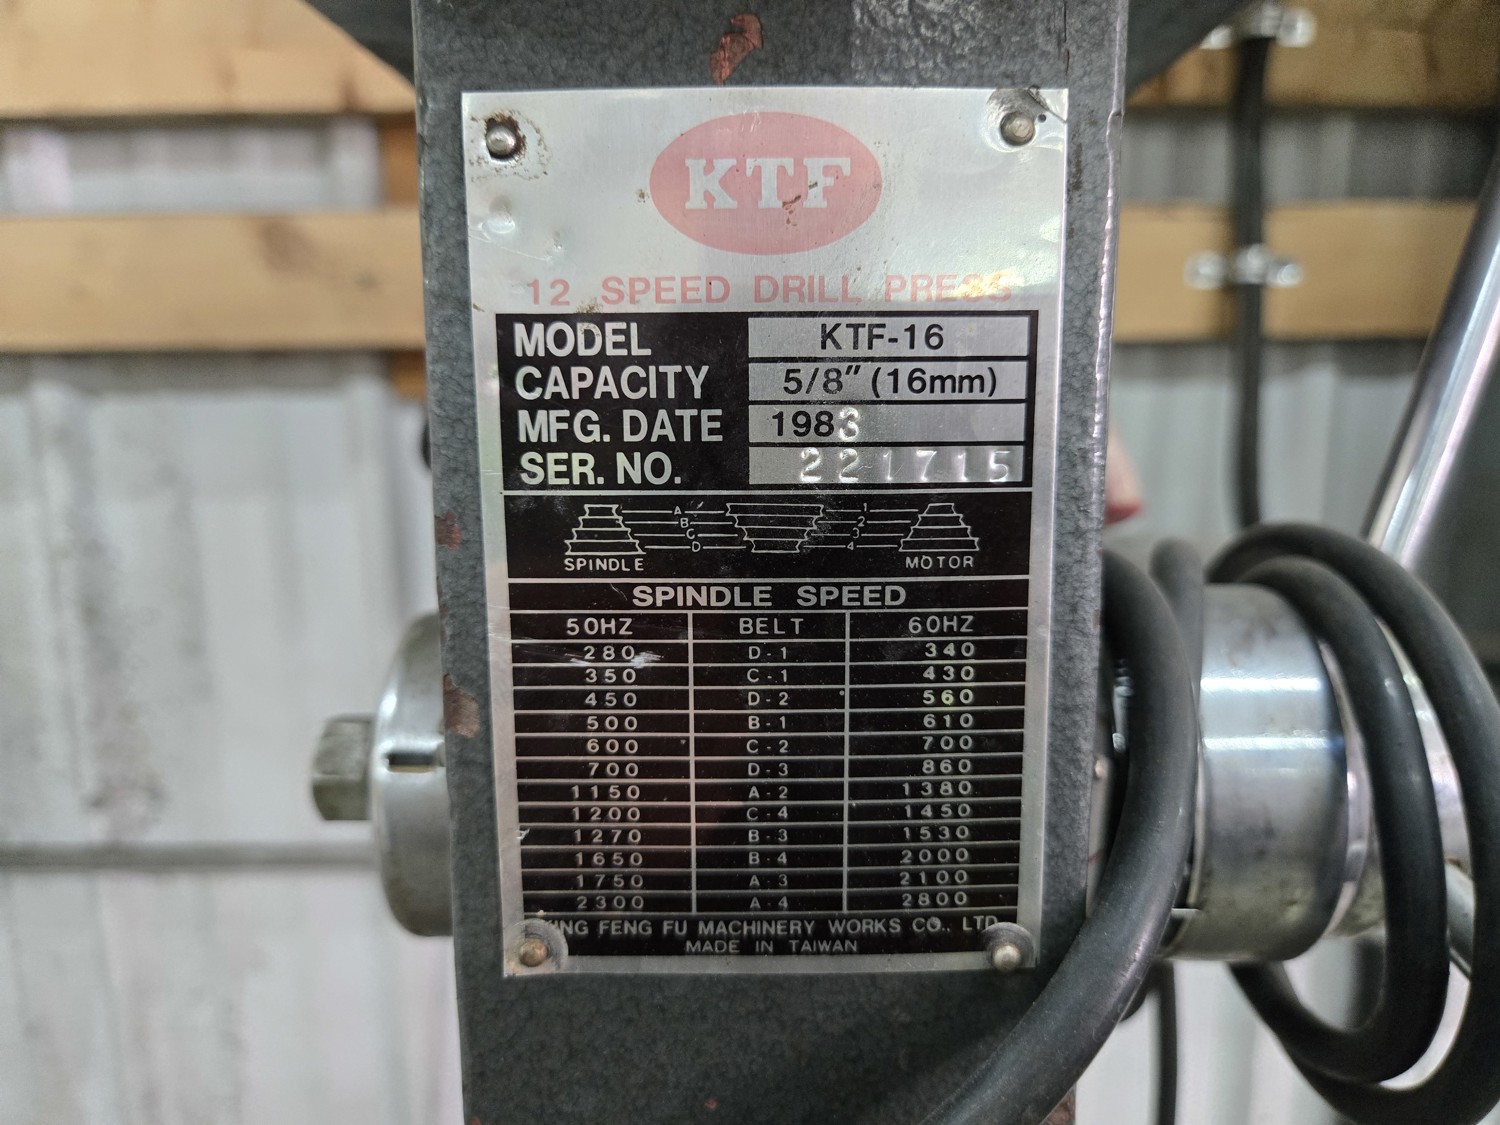 KTF
12 SPEED DRILL PRESS
MODEL KTF-16
CAPACITY 5/8" (16mm)
MFG. DATE 1983
SER. NO. 221715
A 1
B 2
C 3
D 4
SPINDLE MOTOR
SPINDLE SPEED
50HZ BELT 60HZ
280 D-1 340
350 C-1 430
450 D-2 560
500 B-1 610
600 C-2 700
700 D-3 860
1150 A-2 1380
1200 C-4 1450
1270 B-3 1530
1650 B-4 2000
1750 A-3 2100
2300 A-4 2800
KING FENG FU MACHINERY WORKS CO., LTD.
MADE IN TAIWAN